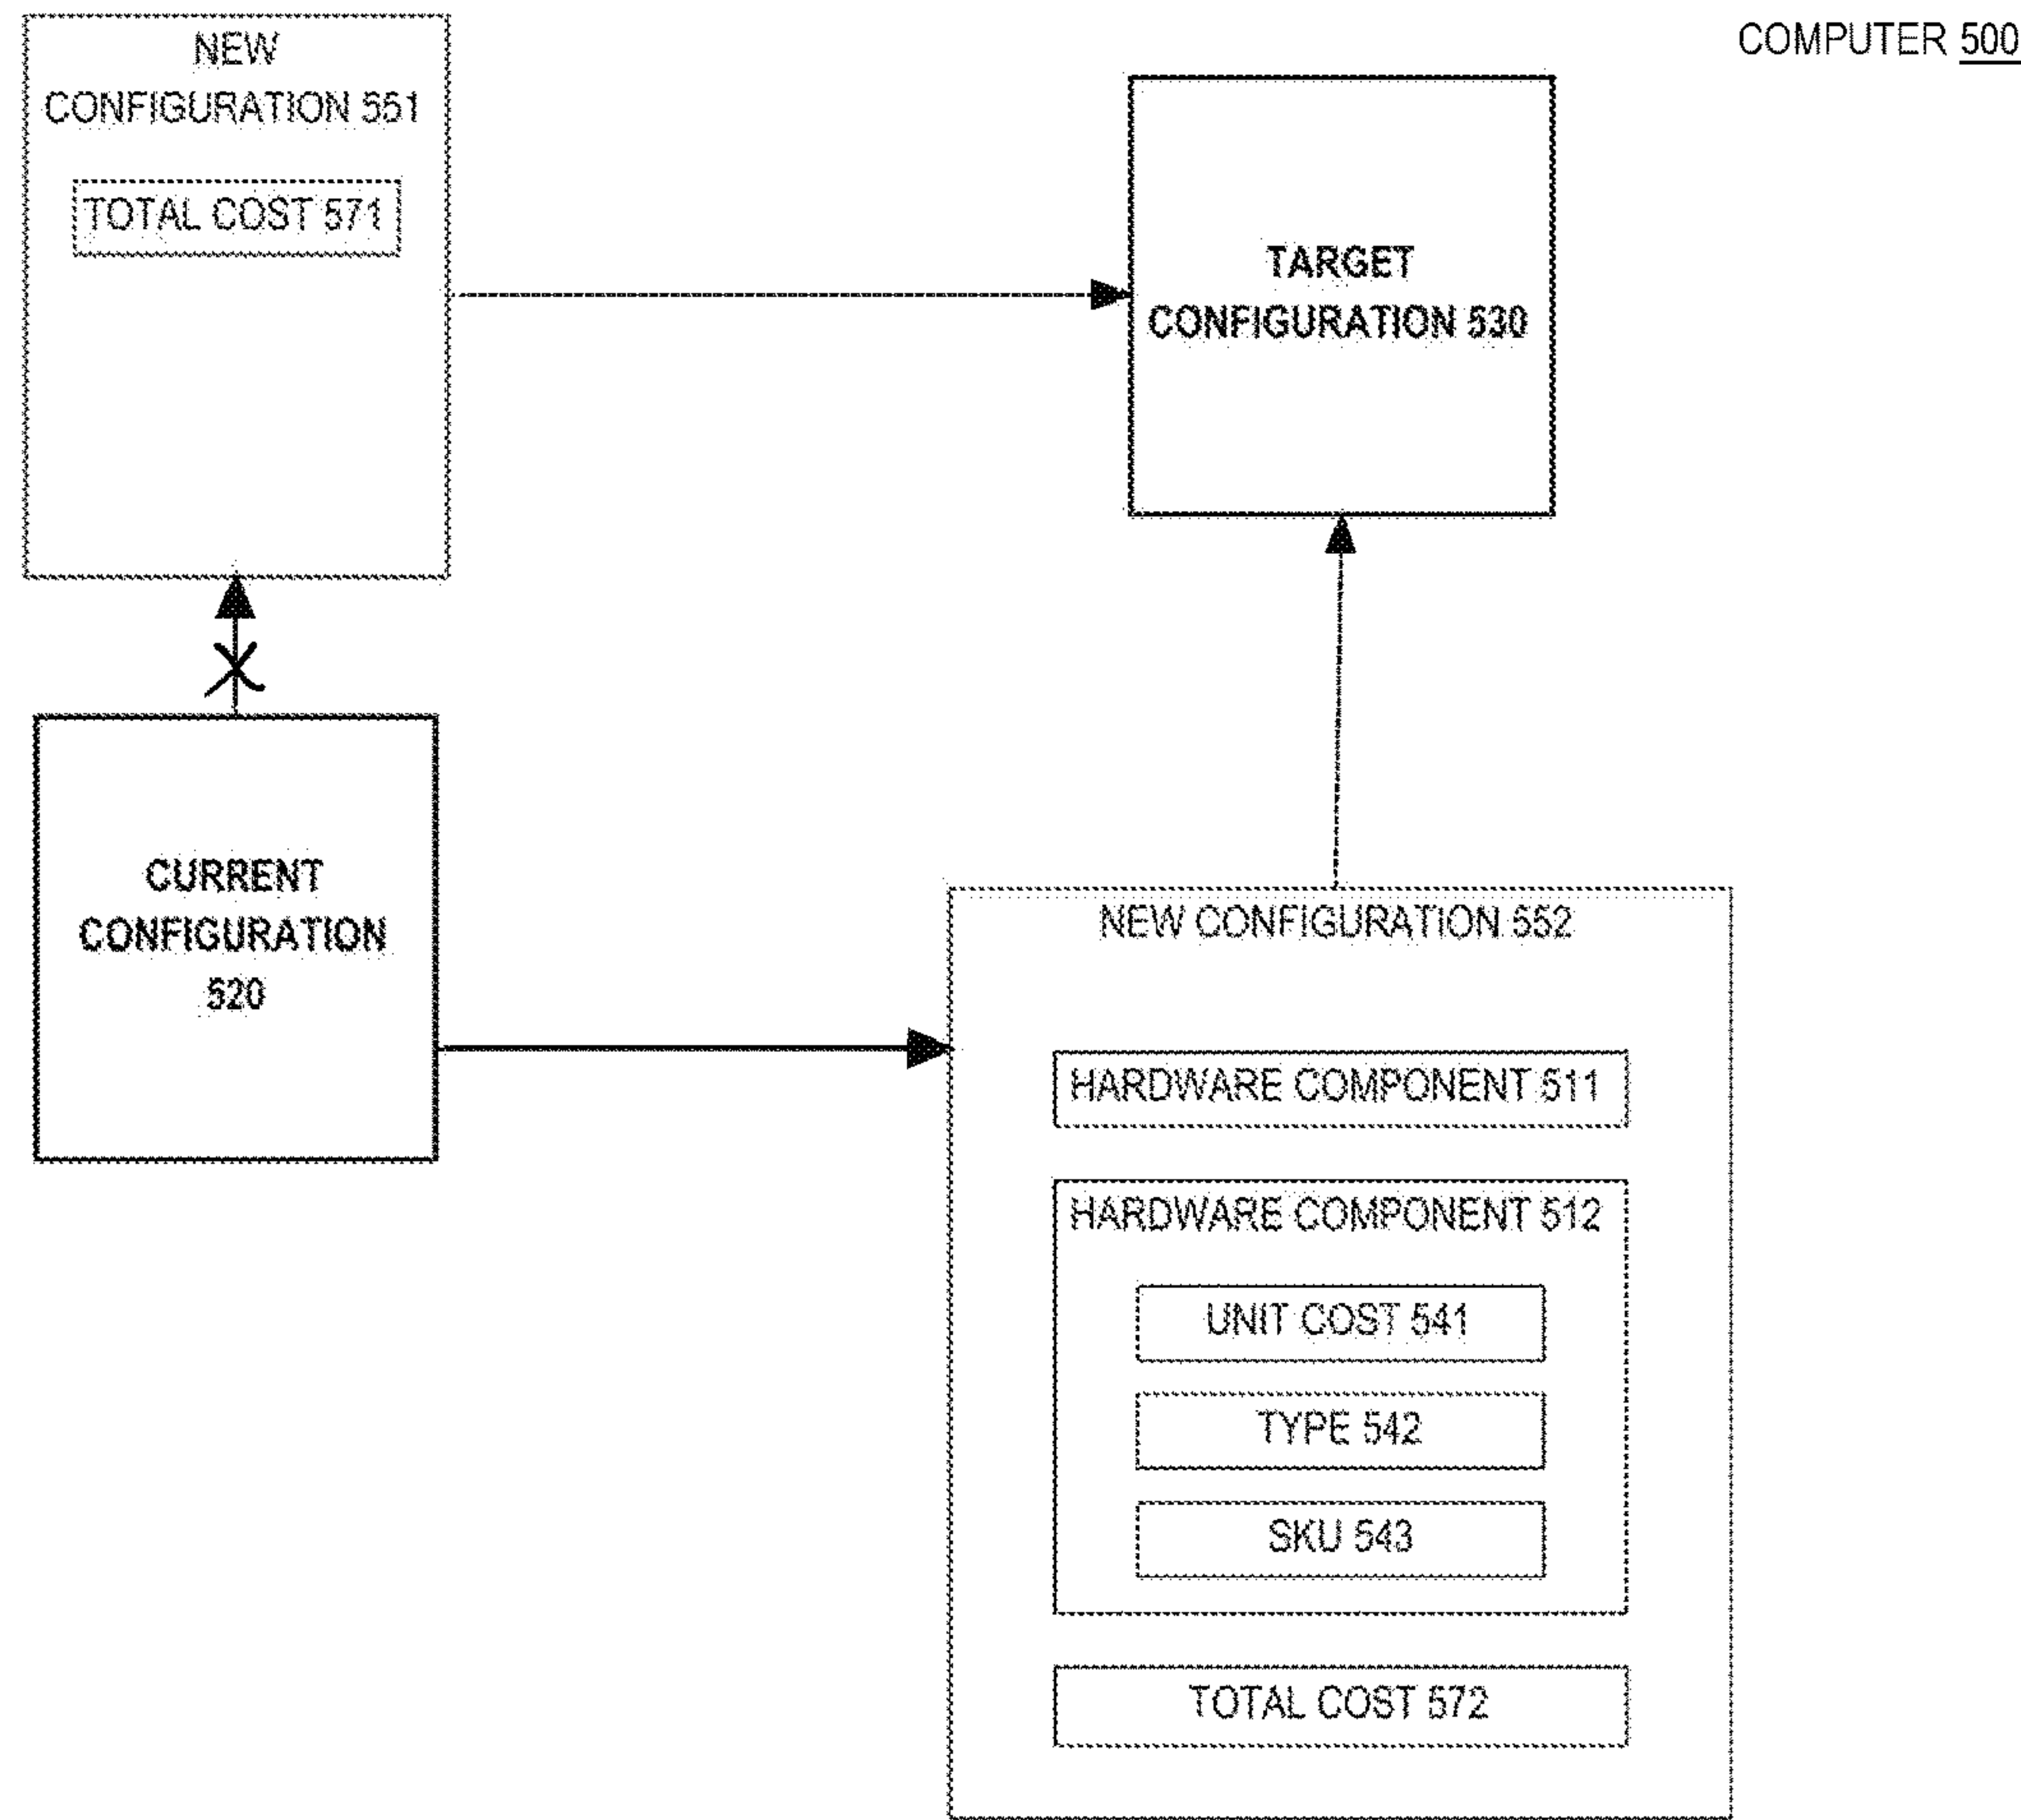 COMPUTER 500
NEW
CONFIGURATION 551
TOTAL COST 571
TARGET
CONFIGURATION 530
CURRENT
CONFIGURATION
520
NEW CONFIGURATION 552
HARDWARE COMPONENT 511
HARDWARE COMPONENT 512
UNIT COST 541
TYPE 542
SKU 543
TOTAL COST 572